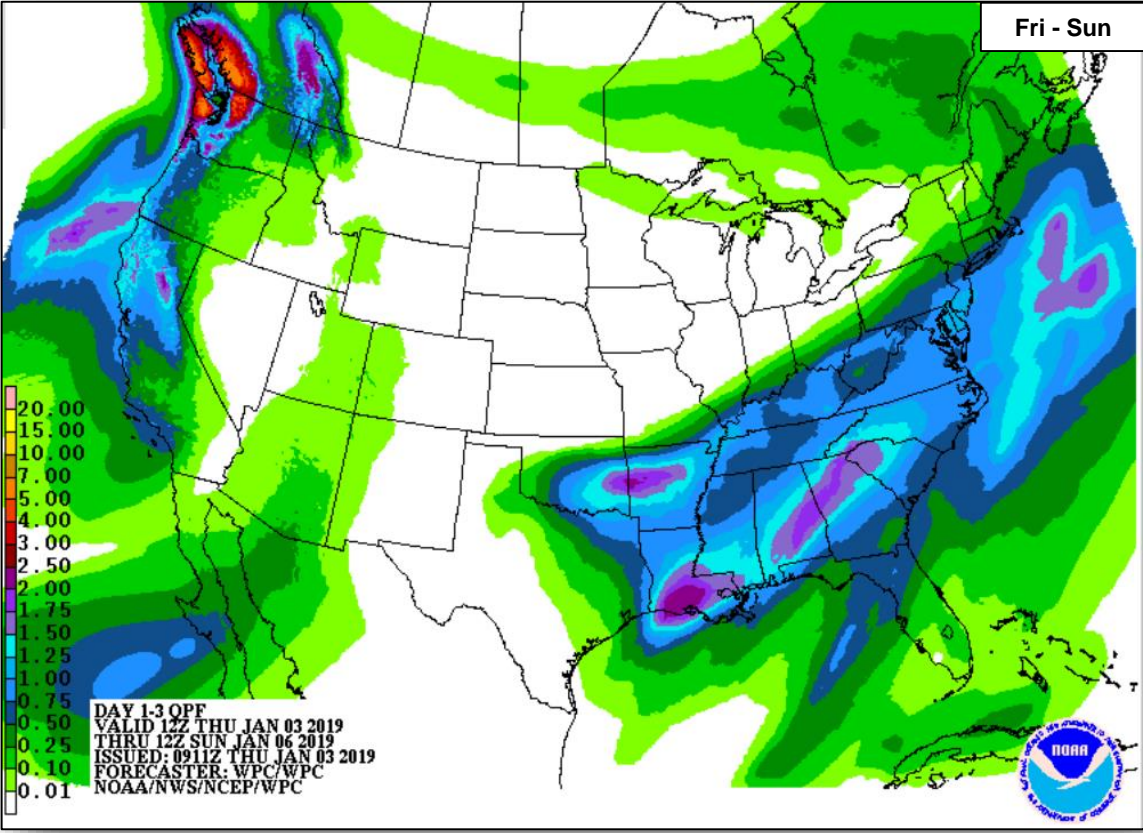 Fri - Sun
20.00
15.00
10.00
7.00
5.00
4.00
3.00
2.50
2.00
1.75
1.50
1.25
1.00
0.75
0.50
0.25
0.10
0.01
DAY 1-3 QPF
VALID 12Z THU JAN 03 2019
THRU 12Z SUN JAN 06 2019
ISSUED: 0911Z THU JAN 03 2019
FORECASTER: WPC/WPC
NOAA/NWS/NCEP/WPC
NOAA